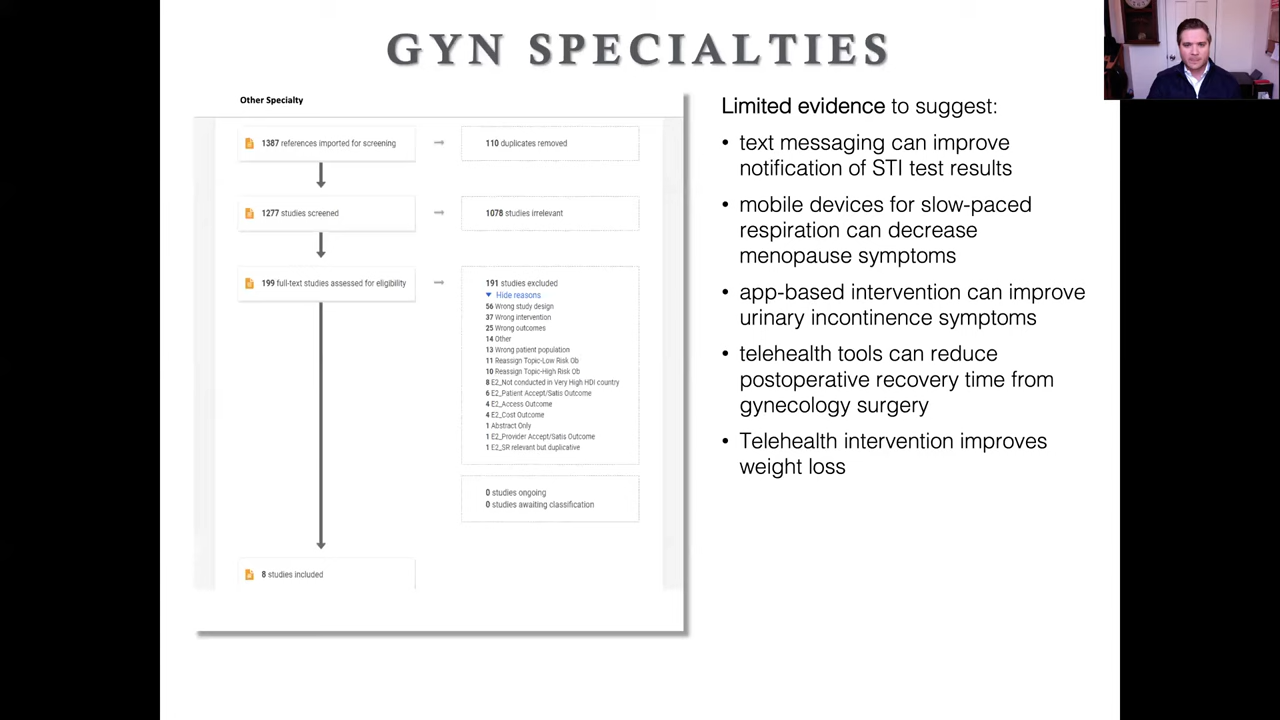 GYN SPECIALTIES
Other Specialty
1387 references imported for screening
110 duplicates removed
1277 studies screened
1078 studies irrelevant
199 full-text studies assessed for eligibility
191 studies excluded
Hide reasons
56 Wrong study design
37 Wrong intervention
25 Wrong outcomes
14 Other
13 Wrong patient population
11 Reassign Topic-Low Risk Ob
10 Reassign Topic-High Risk Ob
8 E2_Not conducted in Very High HDI country
6 E2_Patient Accept/Satis Outcome
4 E2_Access Outcome
4 E2_Cost Outcome
1 Abstract Only
1 E2_Provider Accept/Satis Outcome
1 E2_SR relevant but duplicative
0 studies ongoing
0 studies awaiting classification
8 studies included
Limited evidence to suggest:
• text messaging can improve
notification of STI test results
• mobile devices for slow-paced
respiration can decrease
menopause symptoms
• app-based intervention can improve
urinary incontinence symptoms
• telehealth tools can reduce
postoperative recovery time from
gynecology surgery
• Telehealth intervention improves
weight loss